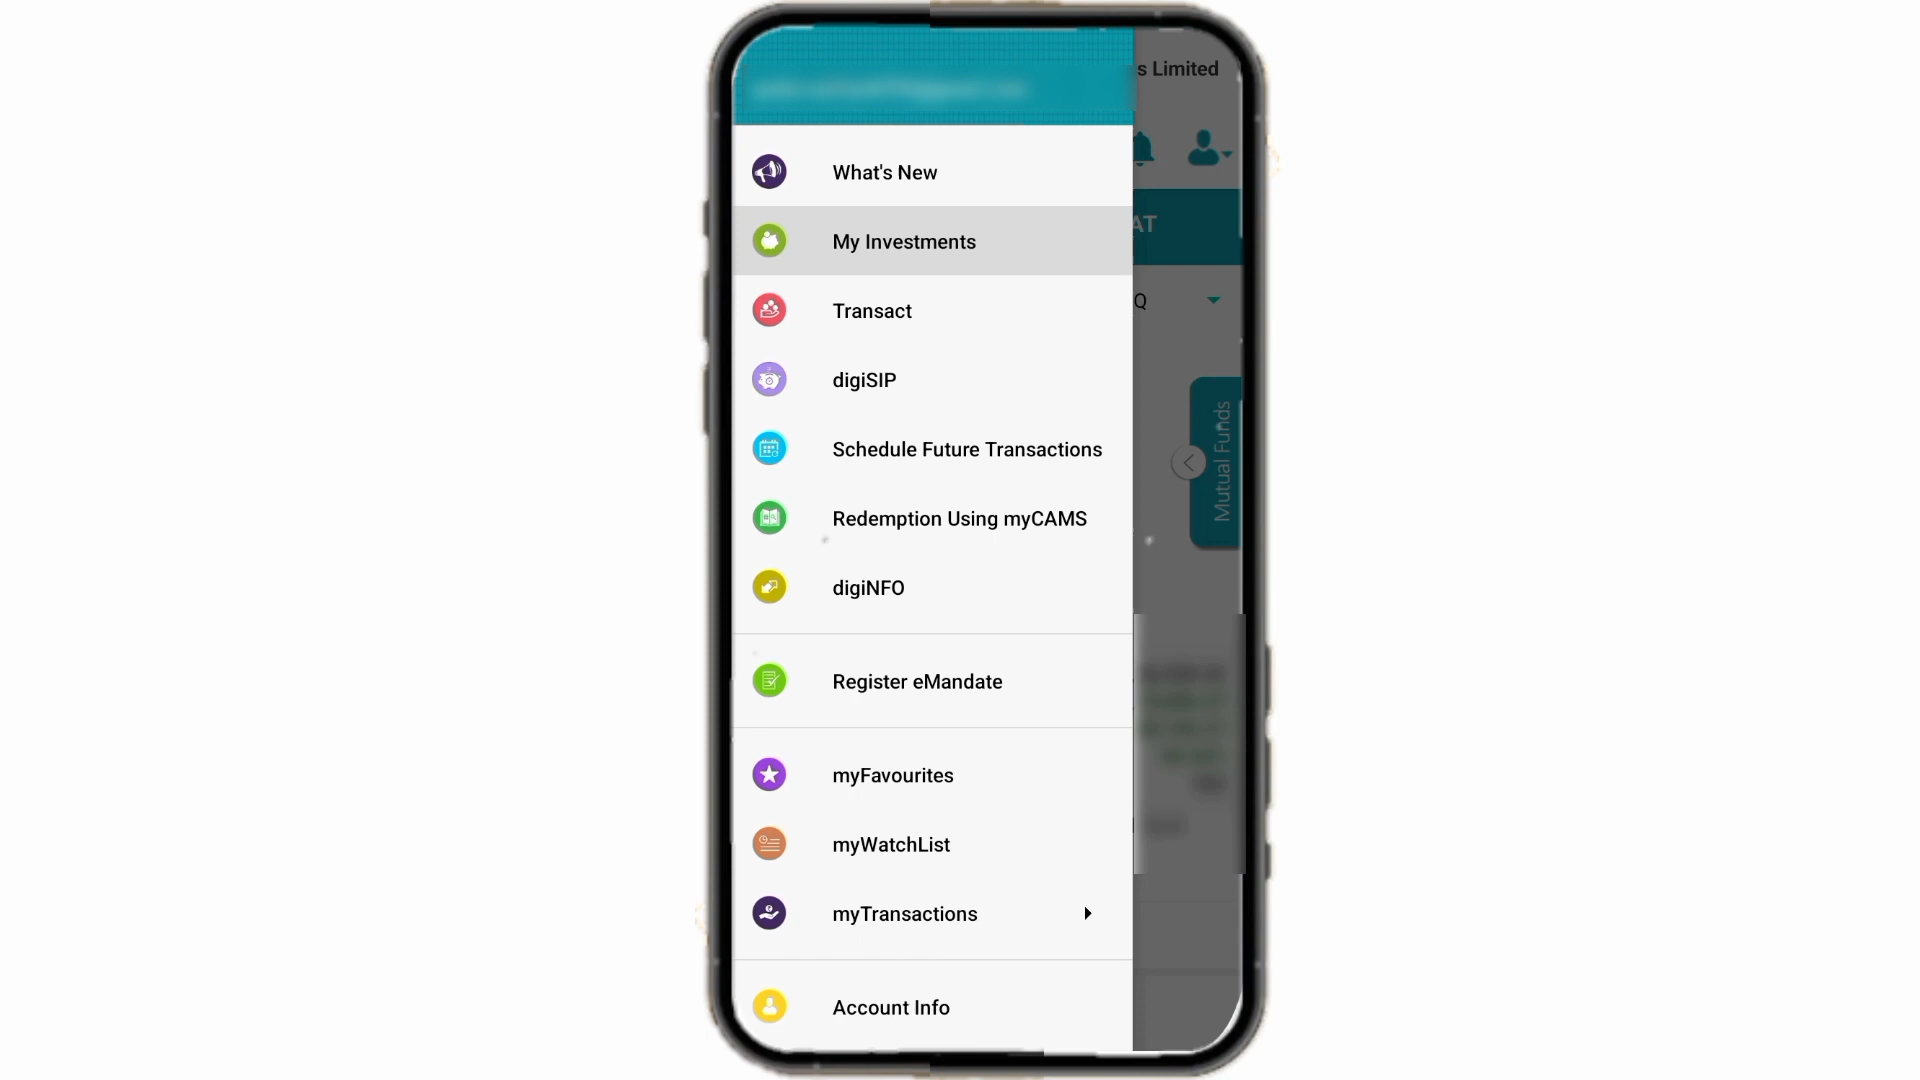 s Limited
What's New
AT
My Investments
Q
Transact
digiSIP
Mutual Funds
Schedule Future Transactions
Redemption Using myCAMS
digiNFO
Register eMandate
myFavourites
myWatchList
myTransactions
Account Info